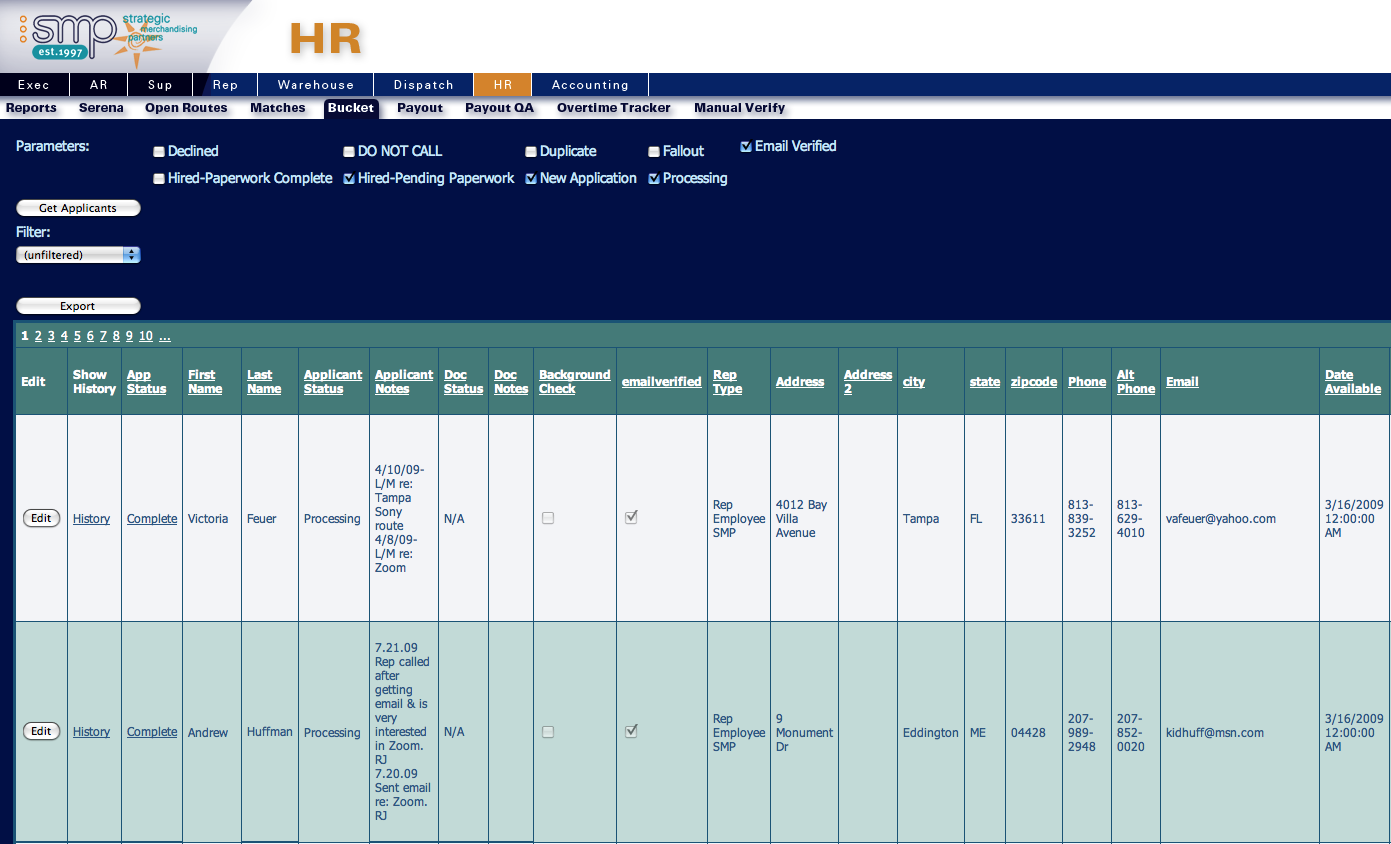 smp strategic merchandising partners
est.1997
HR
Exec AR Sup Rep Warehouse Dispatch HR Accounting
Reports Serena Open Routes Matches Bucket Payout Payout QA Overtime Tracker Manual Verify
Parameters: Declined DO NOT CALL Duplicate Fallout Email Verified
Hired-Paperwork Complete Hired-Pending Paperwork New Application Processing
Get Applicants
Filter:
(unfiltered)
Export
1 2 3 4 5 6 7 8 9 10 ...
Edit
Show
History
App
Status
First
Name
Last
Name
Applicant
Status
Applicant
Notes
Doc
Status
Doc
Notes
Background
Check
emailverified
Rep
Type
Address
Address
2
city
state
zipcode
Phone
Alt
Phone
Email
Date
Available
Edit
History
Complete
Victoria
Feuer
Processing
4/10/09-
L/M re:
Tampa
Sony
route
4/8/09-
L/M re:
Zoom
N/A
Rep
Employee
SMP
4012 Bay
Villa
Avenue
Tampa
FL
33611
813-
839-
3252
813-
629-
4010
vafeuer@yahoo.com
3/16/2009
12:00:00
AM
Edit
History
Complete
Andrew
Huffman
Processing
7.21.09
Rep called
after
getting
email & is
very
interested
in Zoom.
RJ
7.20.09
Sent email
re: Zoom.
RJ
N/A
Rep
Employee
SMP
9
Monument
Dr
Eddington
ME
04428
207-
989-
2948
207-
852-
0020
kidhuff@msn.com
3/16/2009
12:00:00
AM